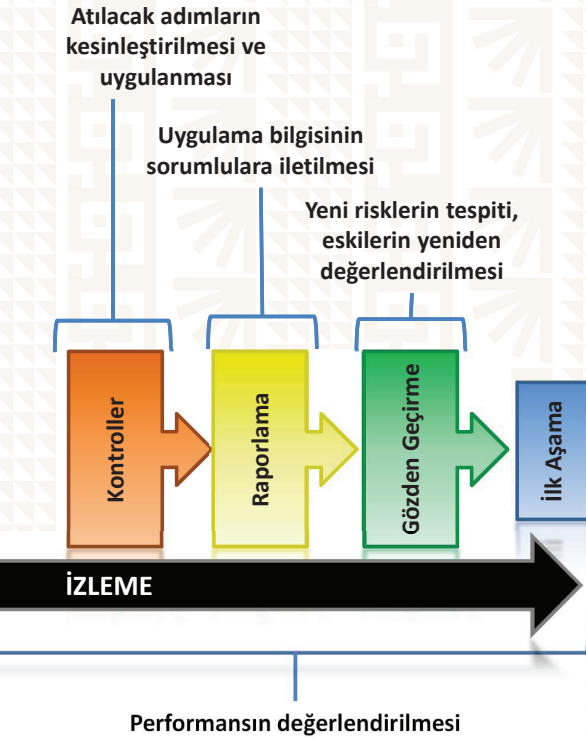 Atılacak adımların
kesinleştirilmesi ve
uygulanması
Uygulama bilgisinin
sorumlulara iletilmesi
Yeni risklerin tespiti,
eskilerin yeniden
değerlendirilmesi
Kontroller
Raporlama
Gözden Geçirme
İlk Aşama
İZLEME
Performansın değerlendirilmesi